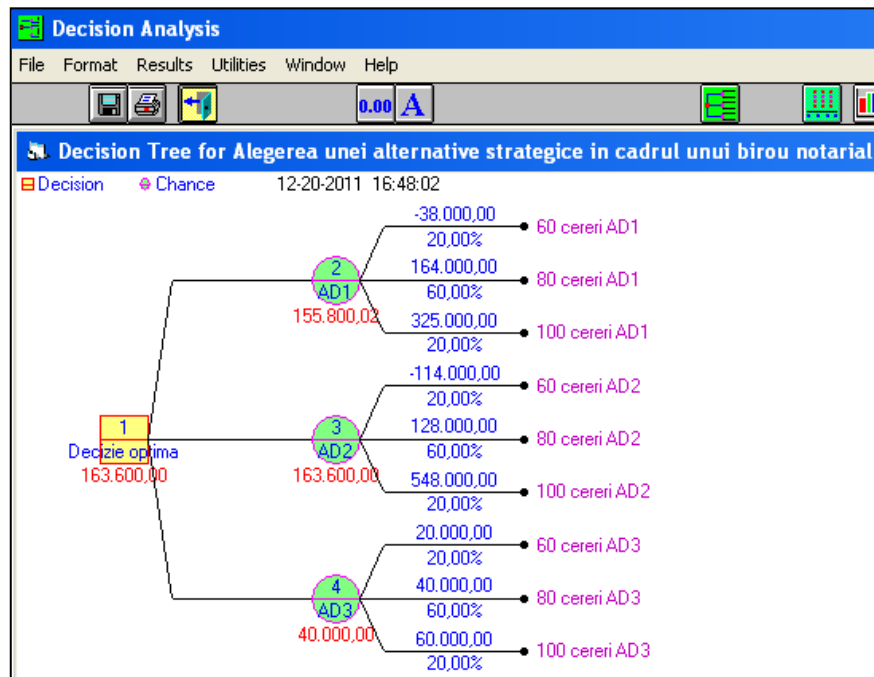 Decision Analysis
File Format Results Utilities Window Help
0.00 A
Decision Tree for Alegerea unei alternative strategice in cadrul unui birou notarial
Decision Chance 12-20-2011 16:48:02
-38.000,00
20,00%
60 cereri AD1
2
AD1
155.800,02
164.000,00
60,00%
80 cereri AD1
325.000,00
20,00%
100 cereri AD1
-114.000,00
20,00%
60 cereri AD2
1
Decizie optima
163.600,00
3
AD2
163.600,00
128.000,00
60,00%
80 cereri AD2
548.000,00
20,00%
100 cereri AD2
20.000,00
20,00%
60 cereri AD3
4
AD3
40.000,00
40.000,00
60,00%
80 cereri AD3
60.000,00
20,00%
100 cereri AD3